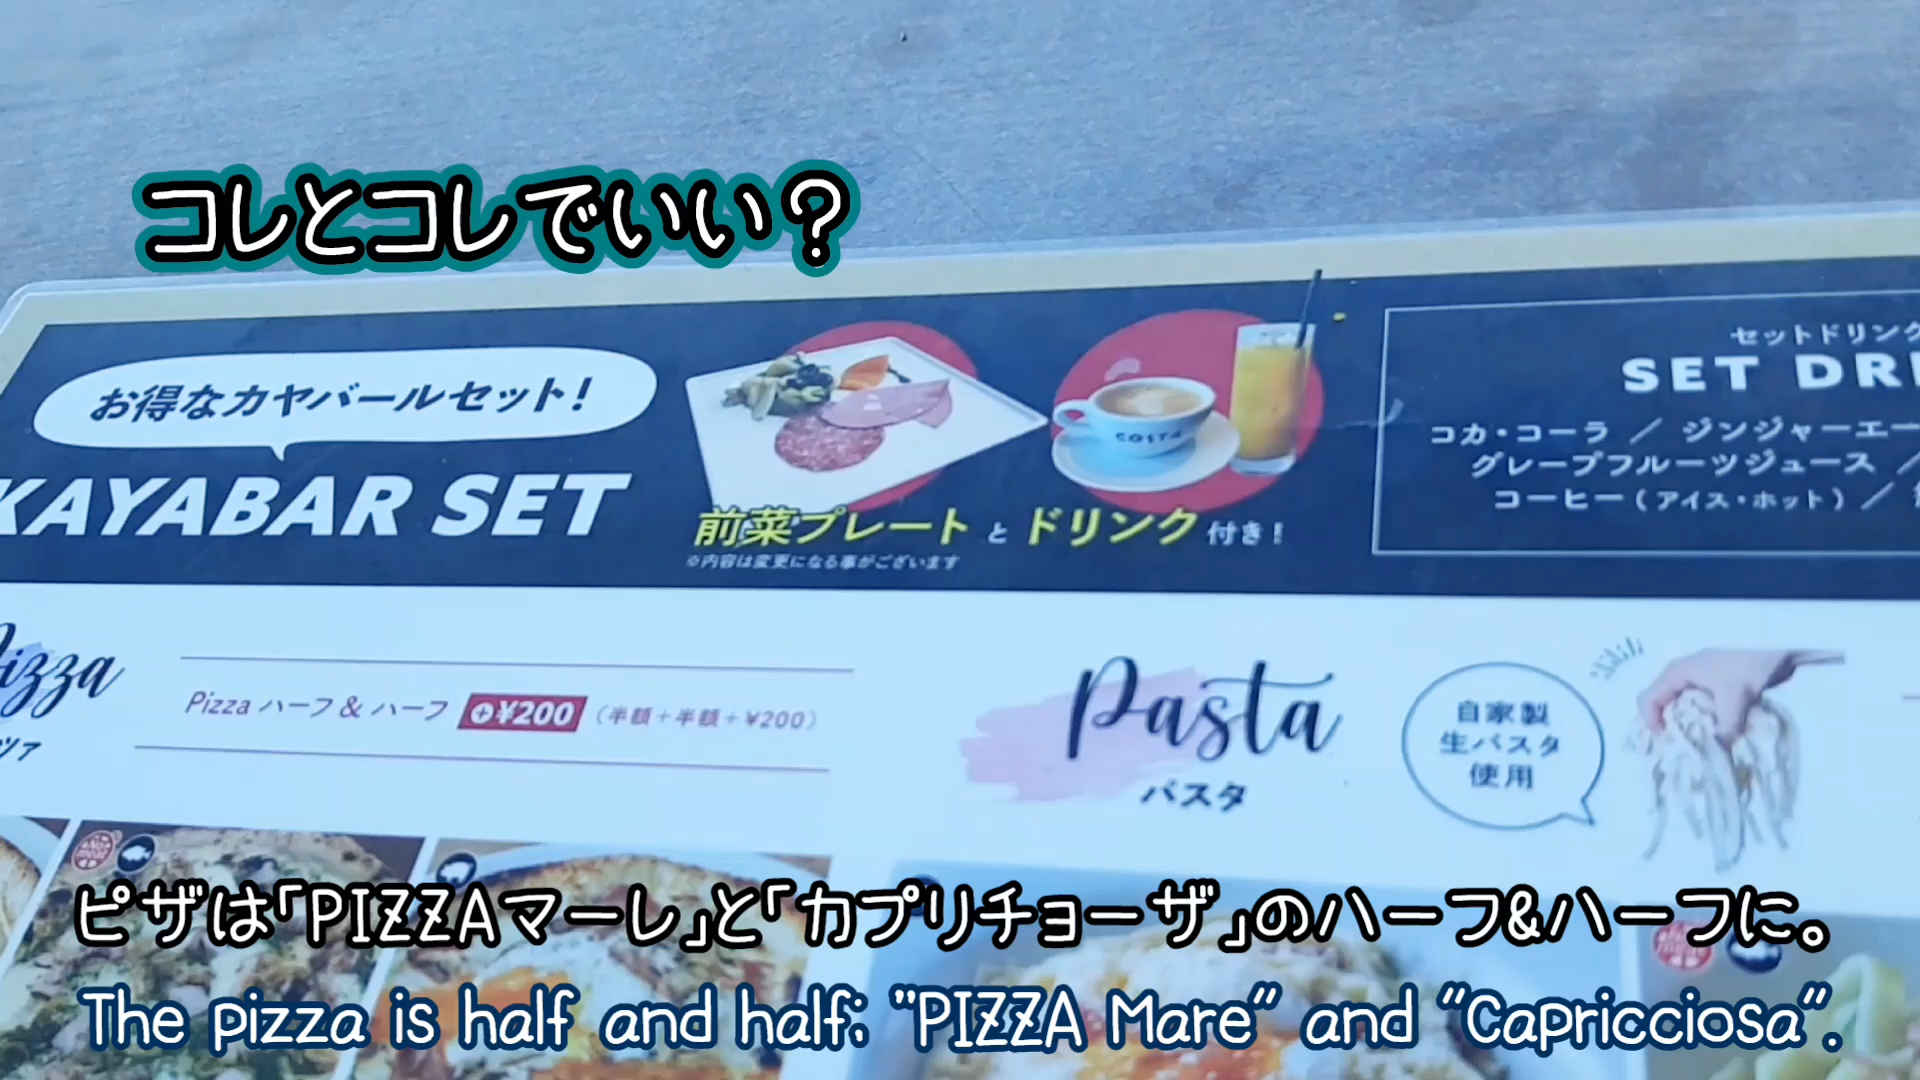 コレとコレでいい?
お得なカヤバールセット!
KAYABAR SET
前菜プレート と ドリンク 付き!
※内容は変更になる事がございます
セットドリンク
SET
コカ・コーラ / ジンジャーエー
グレープフルーツジュース /
コーヒー(アイス・ホット) /
COSTA
Pizza
Pizza ハーフ & ハーフ +¥200 (半額+半額+¥200)
Pasta
パスタ
自家製
生パスタ
使用
ピザは「PIZZAマーレ」と「カプリチョーザ」のハーフ&ハーフに。
The pizza is half and half: "PIZZA Mare" and "Capricciosa".